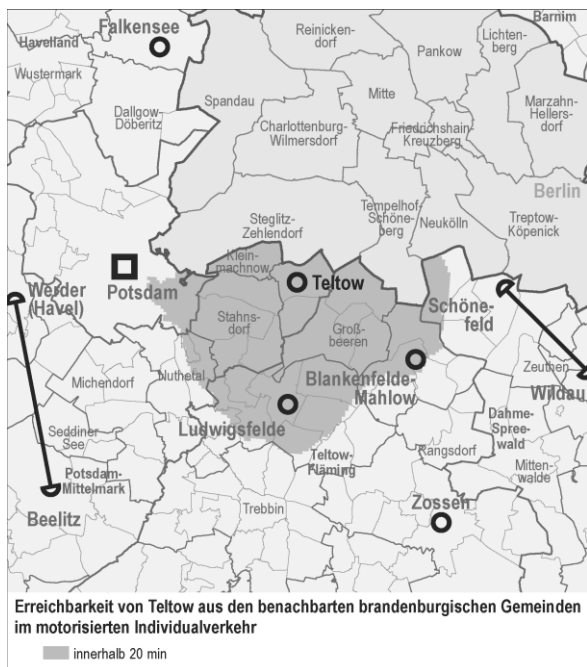 Barnim
Falkensee
Havelland
Reinicken-
dorf
Lichten-
berg
Pankow
Wustermark
Dallgow-
Döberitz
Spandau
Mitte
Marzahn-
Hellers-
dorf
Charlottenburg-
Wilmersdorf
Friedrichshain-
Kreuzberg
Berlin
Steglitz-
Zehlendorf
Tempelhof-
Schöne-
berg
Neukölln
Treptow-
Köpenick
Klein-
machnow
Teltow
Werder
(Havel)
Potsdam
Schöne-
feld
Stahns-
dorf
Groß-
beeren
Zeuthen
Wildau
Michendorf
Nuthetal
Blankenfelde-
Mahlow
Ludwigsfelde
Dahme-
Spree-
wald
Seddiner
See
Teltow-
Fläming
Rangsdorf
Mitten-
walde
Potsdam-
Mittelmark
Beelitz
Trebbin
Zossen
Erreichbarkeit von Teltow aus den benachbarten brandenburgischen Gemeinden
im motorisierten Individualverkehr
innerhalb 20 min